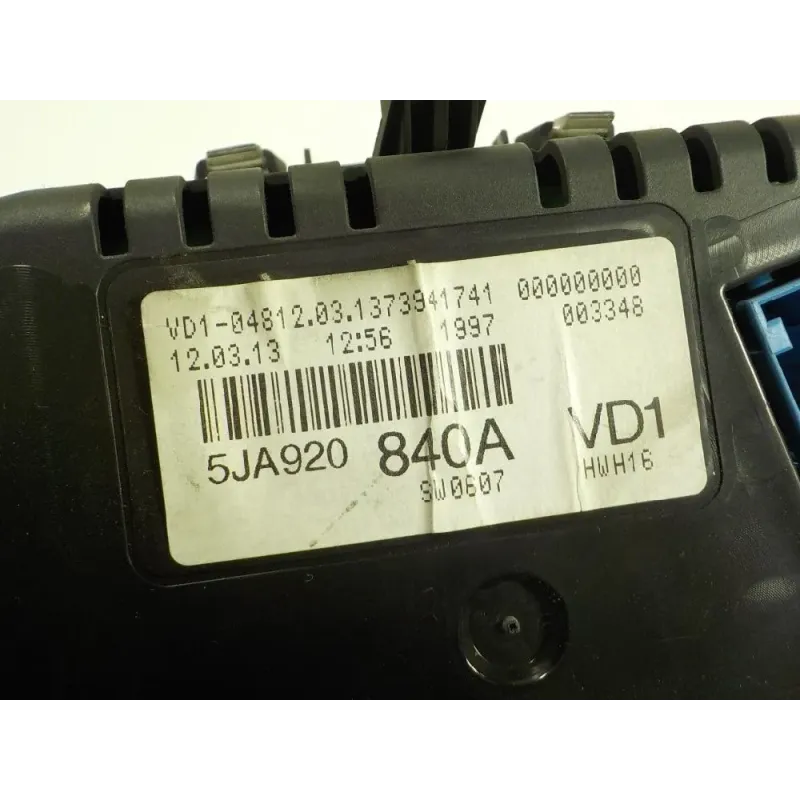 VD1-04812.03.1373941741 000000000
12.03.13 12:56 1997 003348
5JA920 840A VD1
SW0607 HWH16